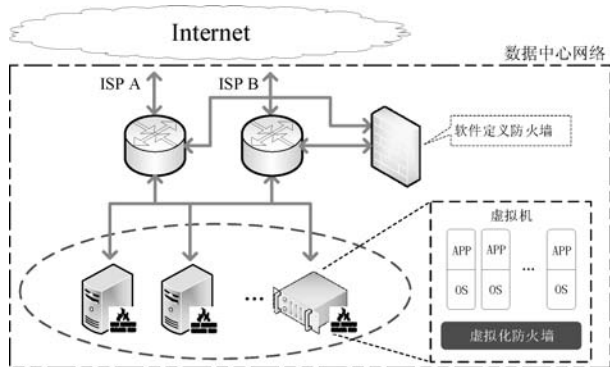 Internet
数据中心网络
ISP A
ISP B
软件定义防火墙
虚拟机
APP
APP
...
APP
OS
OS
OS
...
虚拟化防火墙